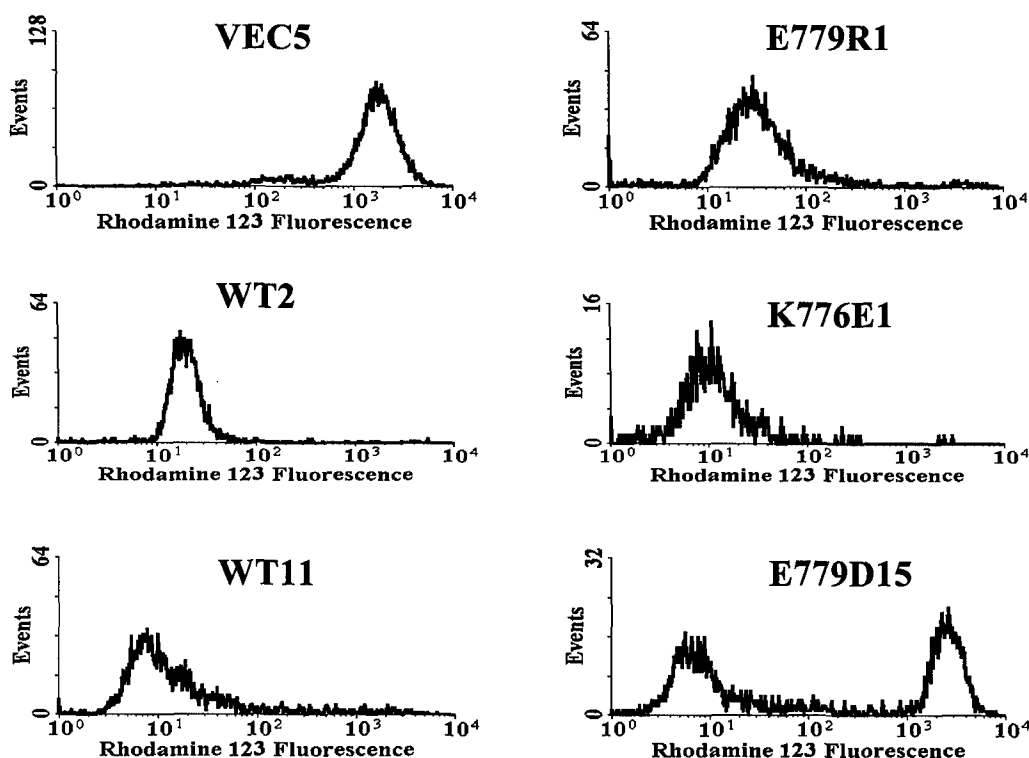 VEC5
128
Events
0
10⁰ 10¹ 10² 10³ 10⁴
Rhodamine 123 Fluorescence
E779R1
64
Events
0
10⁰ 10¹ 10² 10³ 10⁴
Rhodamine 123 Fluorescence
WT2
64
Events
0
10⁰ 10¹ 10² 10³ 10⁴
Rhodamine 123 Fluorescence
K776E1
16
Events
0
10⁰ 10¹ 10² 10³ 10⁴
Rhodamine 123 Fluorescence
WT11
64
Events
0
10⁰ 10¹ 10² 10³ 10⁴
Rhodamine 123 Fluorescence
E779D15
32
Events
0
10⁰ 10¹ 10² 10³ 10⁴
Rhodamine 123 Fluorescence